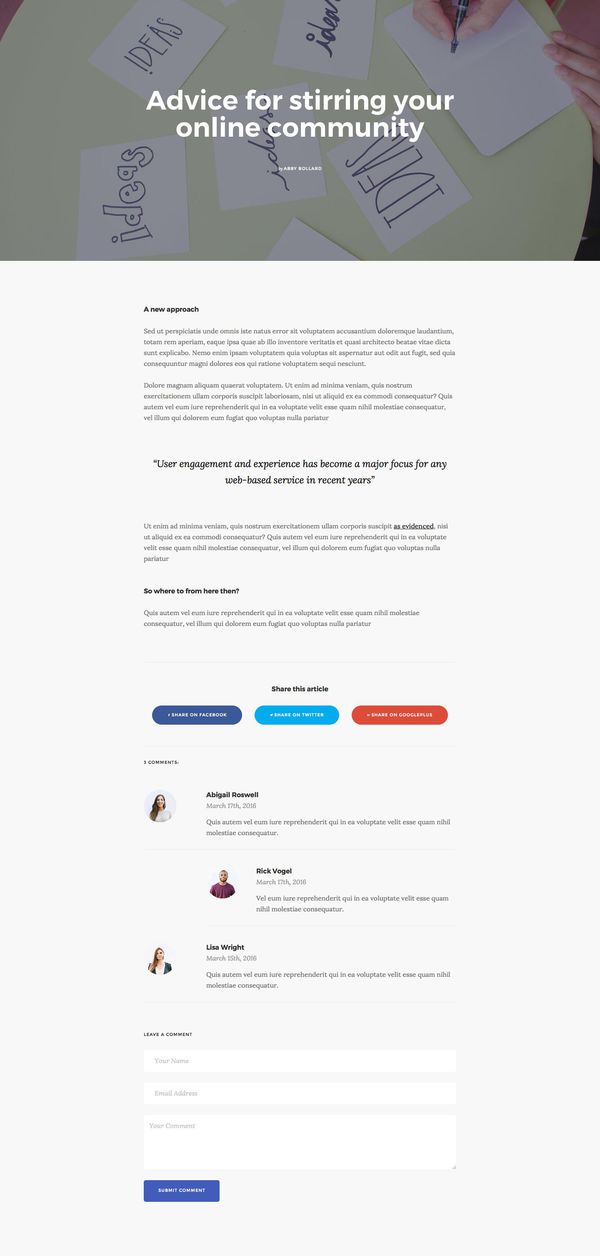 IDEAS
ideas
Advice for stirring your
online community
ideas
ideas
IDEAS
by ABBY BOLLARD
A new approach
Sed ut perspiciatis unde omnis iste natus error sit voluptatem accusantium doloremque laudantium,
totam rem aperiam, eaque ipsa quae ab illo inventore veritatis et quasi architecto beatae vitae dicta
sunt explicabo. Nemo enim ipsam voluptatem quia voluptas sit aspernatur aut odit aut fugit, sed quia
consequuntur magni dolores eos qui ratione voluptatem sequi nesciunt.
Dolore magnam aliquam quaerat voluptatem. Ut enim ad minima veniam, quis nostrum
exercitationem ullam corporis suscipit laboriosam, nisi ut aliquid ex ea commodi consequatur? Quis
autem vel eum iure reprehenderit qui in ea voluptate velit esse quam nihil molestiae consequatur,
vel illum qui dolorem eum fugiat quo voluptas nulla pariatur
“User engagement and experience has become a major focus for any
web-based service in recent years”
Ut enim ad minima veniam, quis nostrum exercitationem ullam corporis suscipit as evidenced, nisi
ut aliquid ex ea commodi consequatur? Quis autem vel eum iure reprehenderit qui in ea voluptate
velit esse quam nihil molestiae consequatur, vel illum qui dolorem eum fugiat quo voluptas nulla
pariatur
So where to from here then?
Quis autem vel eum iure reprehenderit qui in ea voluptate velit esse quam nihil molestiae
consequatur, vel illum qui dolorem eum fugiat quo voluptas nulla pariatur
Share this article
SHARE ON FACEBOOK
SHARE ON TWITTER
SHARE ON GOOGLEPLUS
3 COMMENTS:
Abigail Roswell
March 17th, 2016
Quis autem vel eum iure reprehenderit qui in ea voluptate velit esse quam nihil
molestiae consequatur.
Rick Vogel
March 17th, 2016
Vel eum iure reprehenderit qui in ea voluptate velit esse quam
nihil molestiae consequatur.
Lisa Wright
March 15th, 2016
Quis autem vel eum iure reprehenderit qui in ea voluptate velit esse quam nihil
molestiae consequatur.
LEAVE A COMMENT
Your Name
Email Address
Your Comment
SUBMIT COMMENT